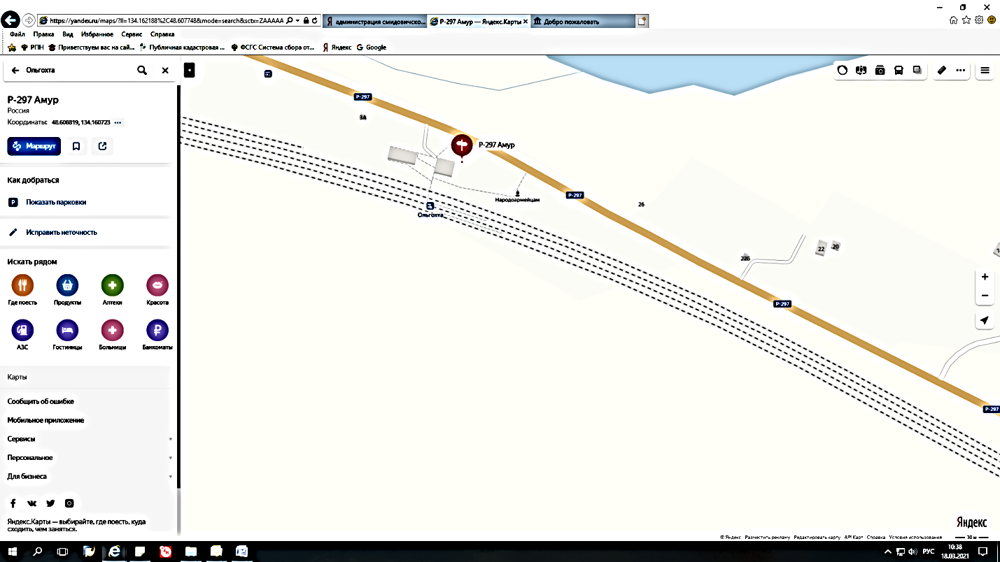 https://yandex.ru/maps/?ll=134.162188%2C48.607748&mode=search&sctx=ZAAAAA
администрация смидовичско...
Р-297 Амур — Яндекс.Карты
Добро пожаловать
Файл Правка Вид Избранное Сервис Справка
РПН Приветствуем вас на сай... Публичная кадастровая ... ФСГС Система сбора от... Яндекс Google
Ольгохта
Р-297 Амур
Россия
Координаты: 48.608819, 134.160723
Маршрут
Как добраться
Показать парковки
Исправить неточность
Искать рядом
Где поесть Продукты Аптеки Красота
АЗС Гостиницы Больницы Банкоматы
Карты
Сообщить об ошибке
Мобильное приложение
Сервисы
Персональное
Для бизнеса
Яндекс.Карты — выбирайте, где поесть, куда
сходить, чем заняться.
Р-297
3А
Р-297 Амур
Народоармейцам
Р-297
26
Ольгохта
22 20
22Б
Р-297
Р-297
Яндекс
© Яндекс Разместить рекламу Редактировать карту API Карт Справка Условия использования 30 м
РУС
10:38
18.03.2021